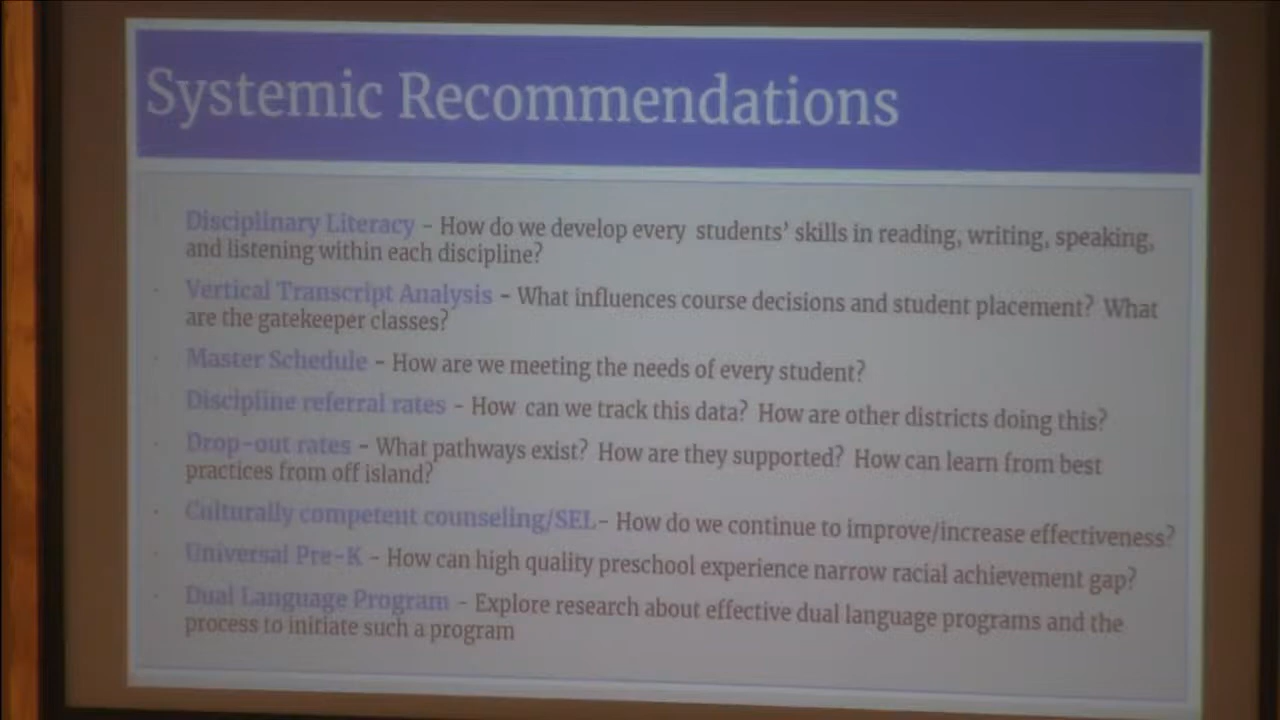 Systemic Recommendations
Disciplinary Literacy - How do we develop every students' skills in reading, writing, speaking,
and listening within each discipline?
Vertical Transcript Analysis - What influences course decisions and student placement? What
are the gatekeeper classes?
Master Schedule - How are we meeting the needs of every student?
Discipline referral rates - How can we track this data? How are other districts doing this?
Drop-out rates - What pathways exist? How are they supported? How can learn from best
practices from off island?
Culturally competent counseling/SEL- How do we continue to improve/increase effectiveness?
Universal Pre-K - How can high quality preschool experience narrow racial achievement gap?
Dual Language Program - Explore research about effective dual language programs and the
process to initiate such a program